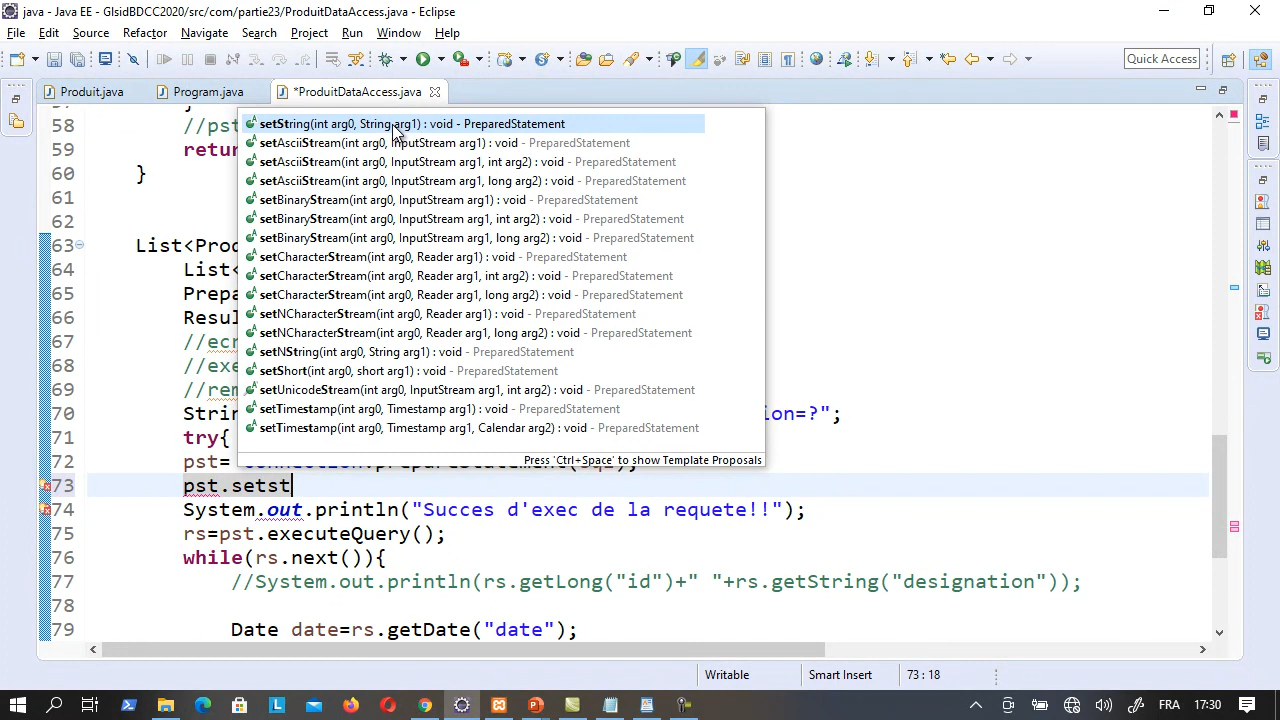 java - Java EE - GlsidBDCC2020/src/com/partie23/ProduitDataAccess.java - Eclipse
File Edit Source Refactor Navigate Search Project Run Window Help
Quick Access
Produit.java Program.java *ProduitDataAccess.java
setString(int arg0, String arg1) : void - PreparedStatement
setAsciiStream(int arg0, InputStream arg1) : void - PreparedStatement
setAsciiStream(int arg0, InputStream arg1, int arg2) : void - PreparedStatement
setAsciiStream(int arg0, InputStream arg1, long arg2) : void - PreparedStatement
setBinaryStream(int arg0, InputStream arg1) : void - PreparedStatement
setBinaryStream(int arg0, InputStream arg1, int arg2) : void - PreparedStatement
setBinaryStream(int arg0, InputStream arg1, long arg2) : void - PreparedStatement
setCharacterStream(int arg0, Reader arg1) : void - PreparedStatement
setCharacterStream(int arg0, Reader arg1, int arg2) : void - PreparedStatement
setCharacterStream(int arg0, Reader arg1, long arg2) : void - PreparedStatement
setNCharacterStream(int arg0, Reader arg1) : void - PreparedStatement
setNCharacterStream(int arg0, Reader arg1, long arg2) : void - PreparedStatement
setNString(int arg0, String arg1) : void - PreparedStatement
setShort(int arg0, short arg1) : void - PreparedStatement
setUnicodeStream(int arg0, InputStream arg1, int arg2) : void - PreparedStatement
setTimestamp(int arg0, Timestamp arg1) : void - PreparedStatement
setTimestamp(int arg0, Timestamp arg1, Calendar arg2) : void - PreparedStatement
Press 'Ctrl+Space' to show Template Proposals
58 //pst
59 retur
60 }
61
62
63 List<Prod
64 List<
65 Prepa
66 Resul
67 //ecr
68 //exe
69 //rem
70 Strin ion=?";
71 try{
72 pst= connection.prepareStatement(sql);
73 pst.setst
74 System.out.println("Succes d'exec de la requete!!");
75 rs=pst.executeQuery();
76 while(rs.next()){
77 //System.out.println(rs.getLong("id")+" "+rs.getString("designation"));
78
79 Date date=rs.getDate("date");
Writable Smart Insert 73 : 18
FRA 17:30